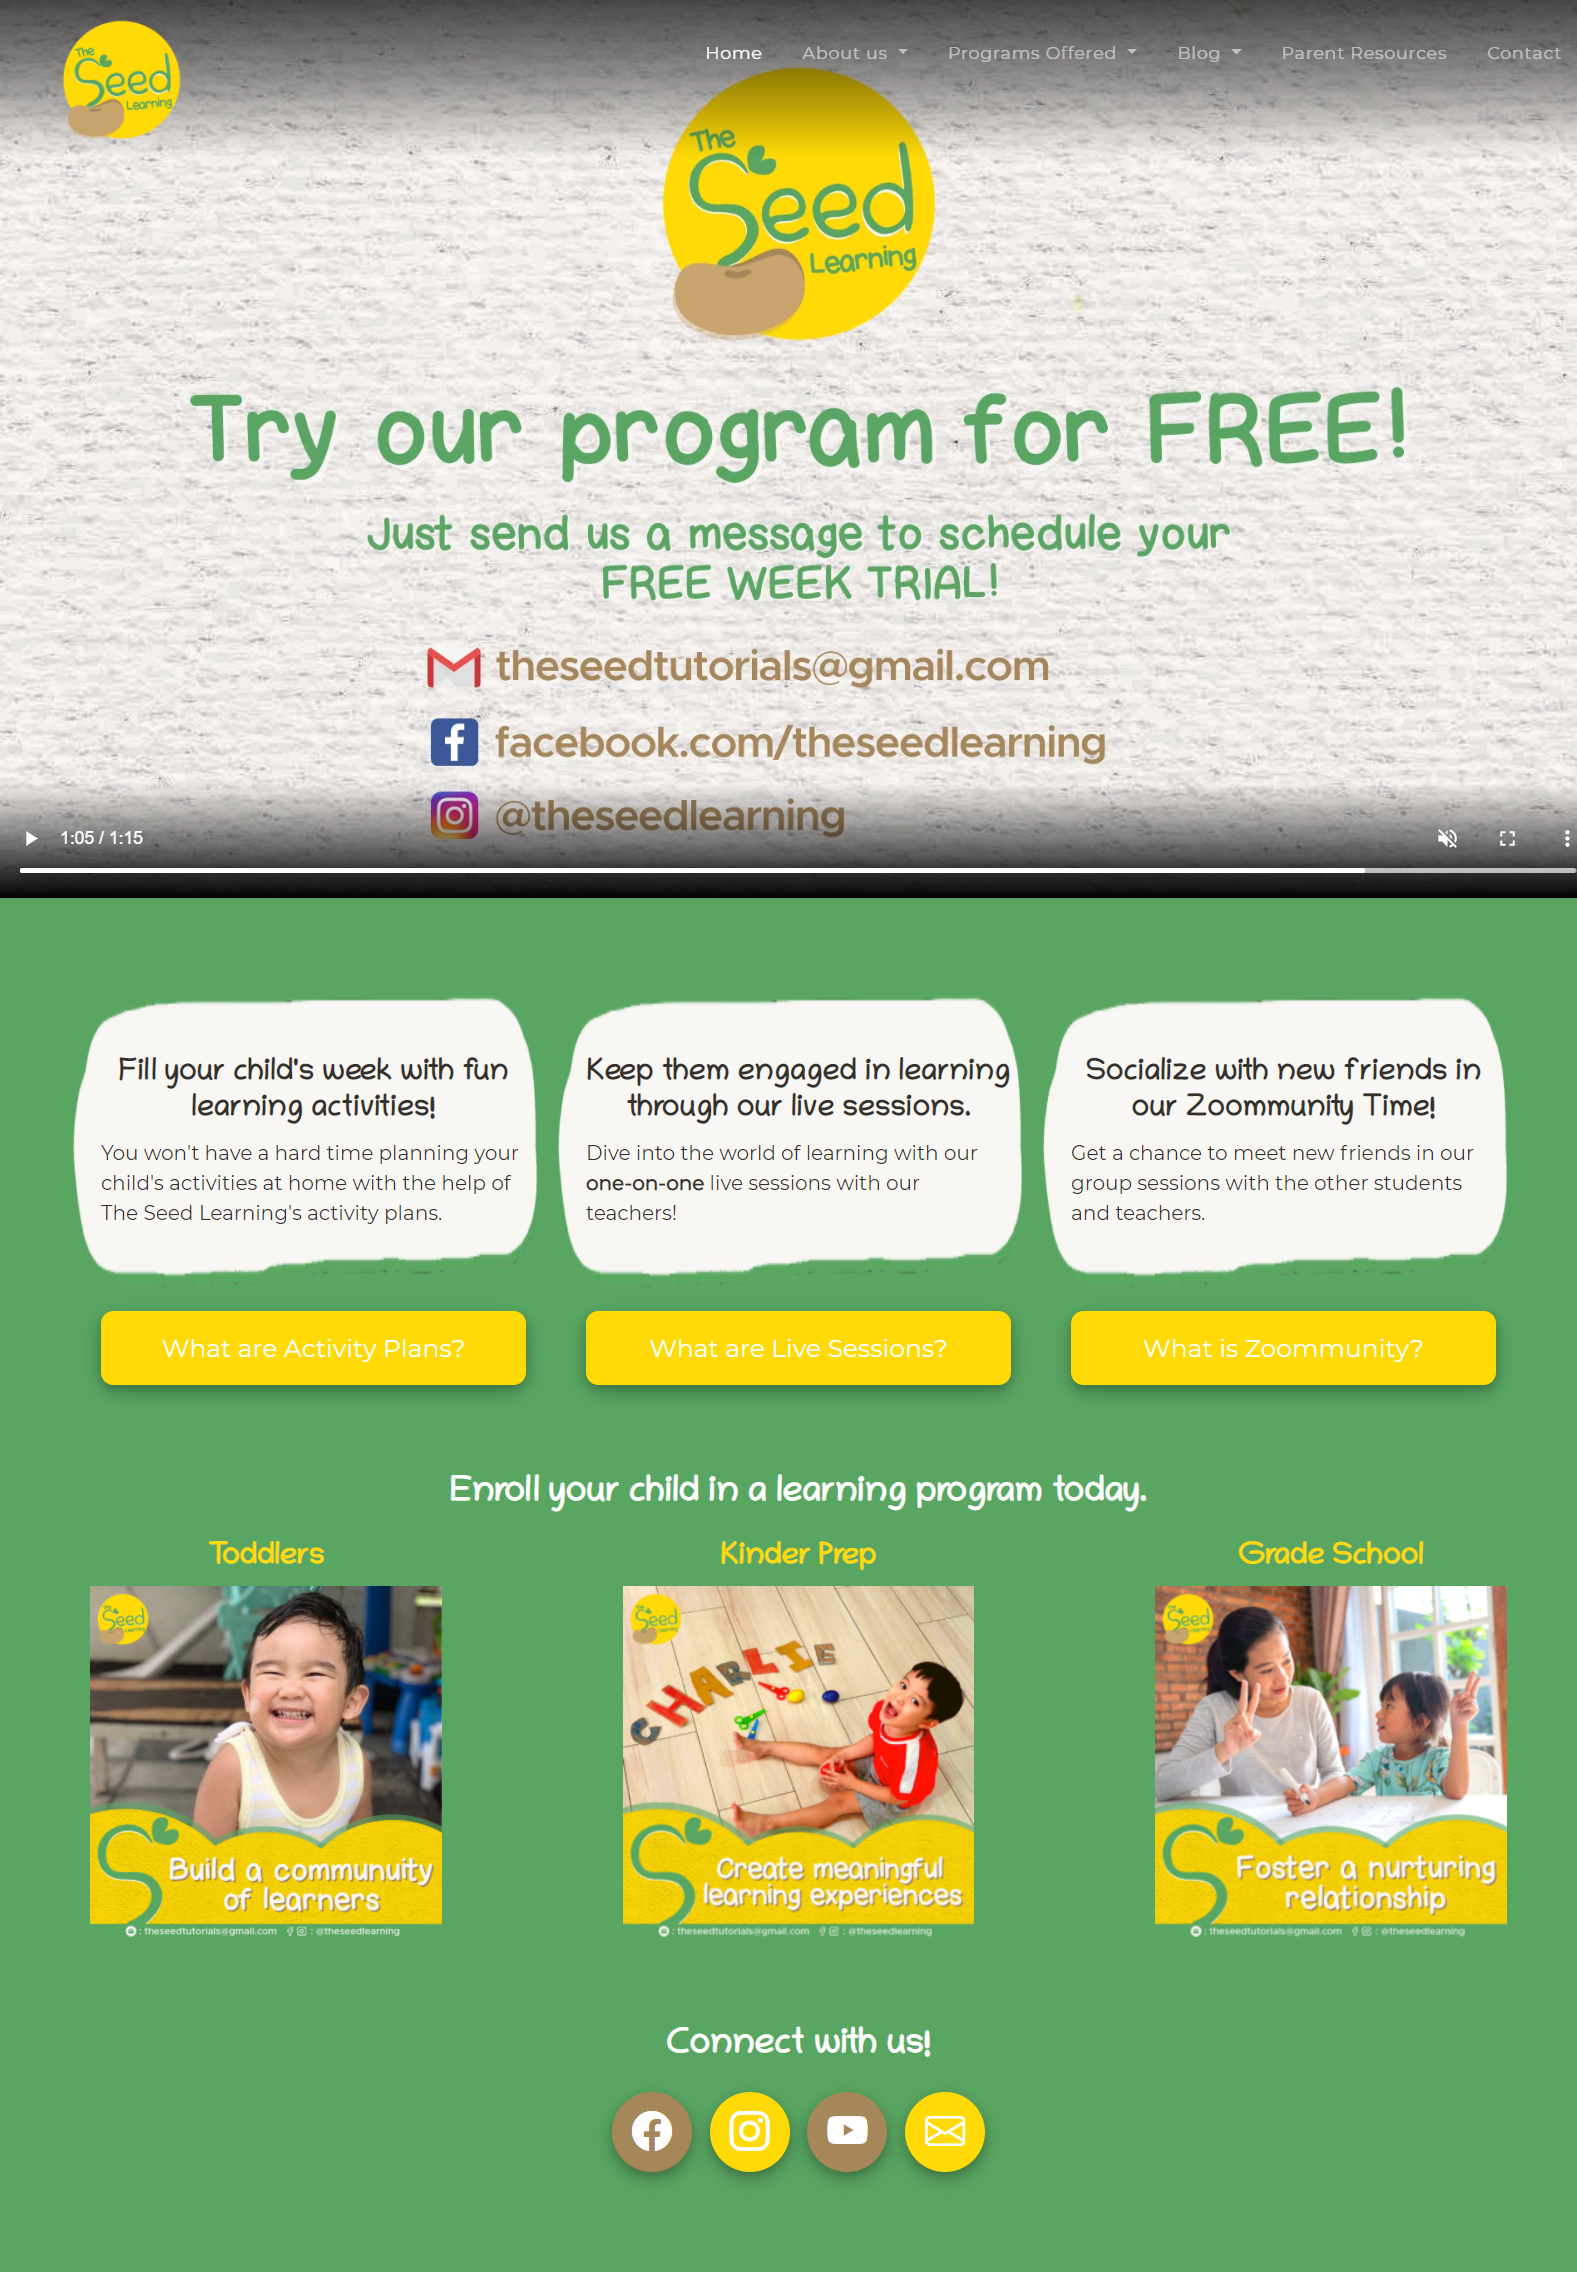 The
Seed
Learning
Home About us Programs Offered Blog Parent Resources Contact
The
Seed
Learning
Try our program for FREE!
Just send us a message to schedule your
FREE WEEK TRIAL!
theseedtutorials@gmail.com
facebook.com/theseedlearning
@theseedlearning
1:05 / 1:15
Fill your child's week with fun
learning activities!
You won't have a hard time planning your
child's activities at home with the help of
The Seed Learning's activity plans.
What are Activity Plans?
Keep them engaged in learning
through our live sessions.
Dive into the world of learning with our
one-on-one live sessions with our
teachers!
What are Live Sessions?
Socialize with new friends in
our Zoommunity Time!
Get a chance to meet new friends in our
group sessions with the other students
and teachers.
What is Zoommunity?
Enroll your child in a learning program today.
Toddlers
The
Seed
Learning
Build a communuity
of learners
: theseedtutorials@gmail.com : @theseedlearning
Kinder Prep
The
Seed
Learning
CHARLIE
Create meaningful
learning experiences
: theseedtutorials@gmail.com : @theseedlearning
Grade School
The
Seed
Learning
Foster a nurturing
relationship
: theseedtutorials@gmail.com : @theseedlearning
Connect with us!